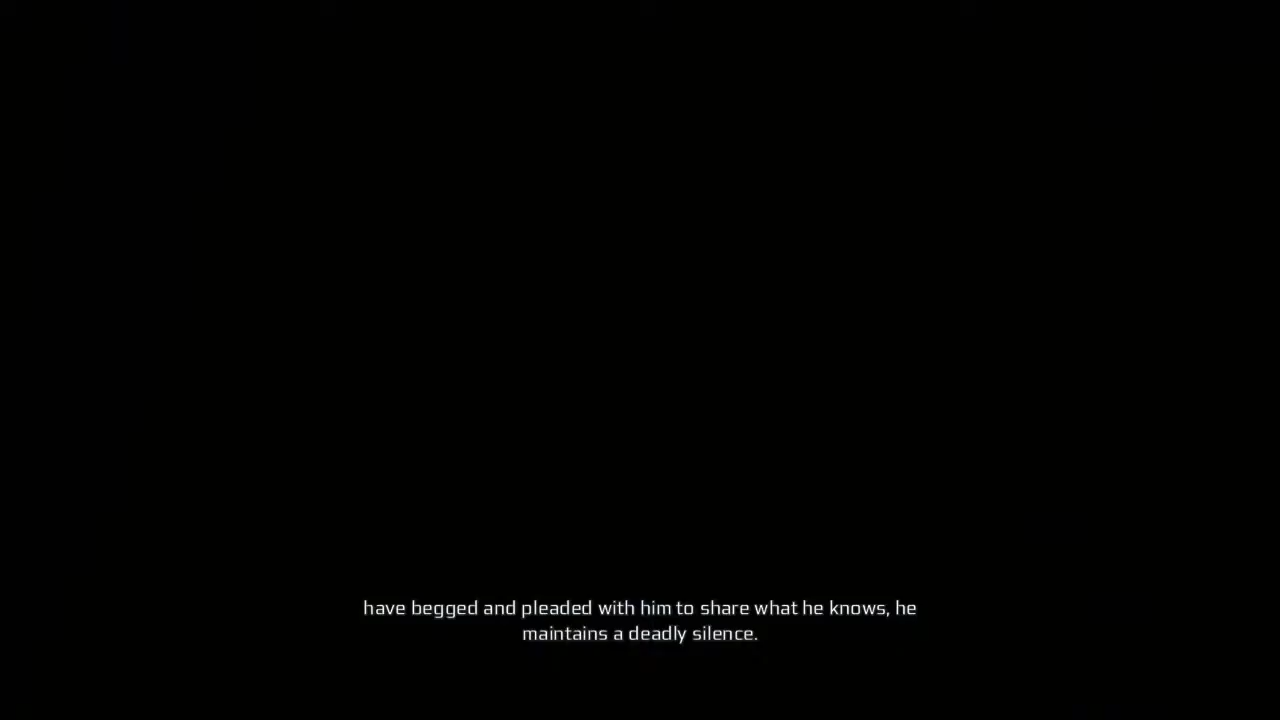 have begged and pleaded with him to share what he knows, he
maintains a deadly silence.